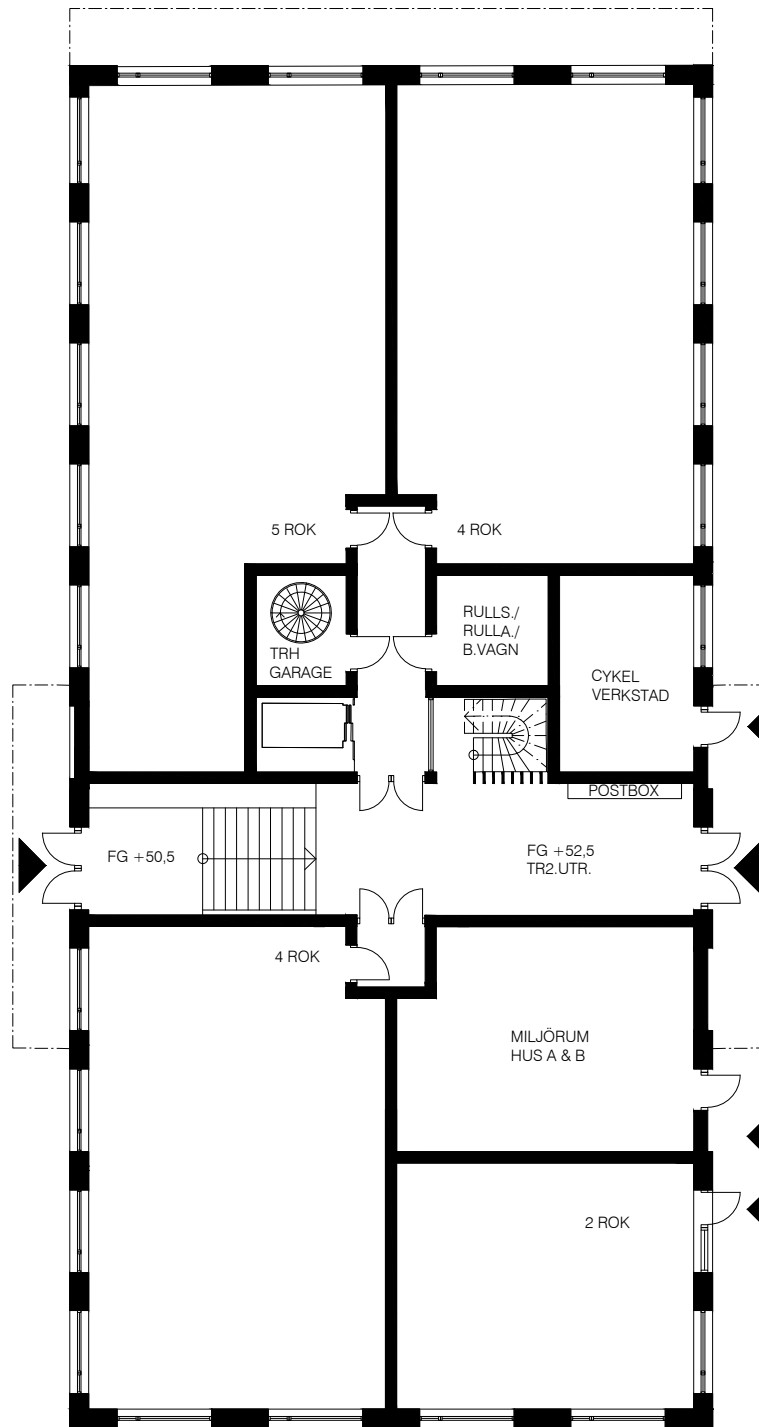 5 ROK
4 ROK
TRH
GARAGE
RULLS./
RULLA./
B.VAGN
CYKEL
VERKSTAD
POSTBOX
FG +50,5
FG +52,5
TR2.UTR.
4 ROK
MILJÖRUM
HUS A & B
2 ROK